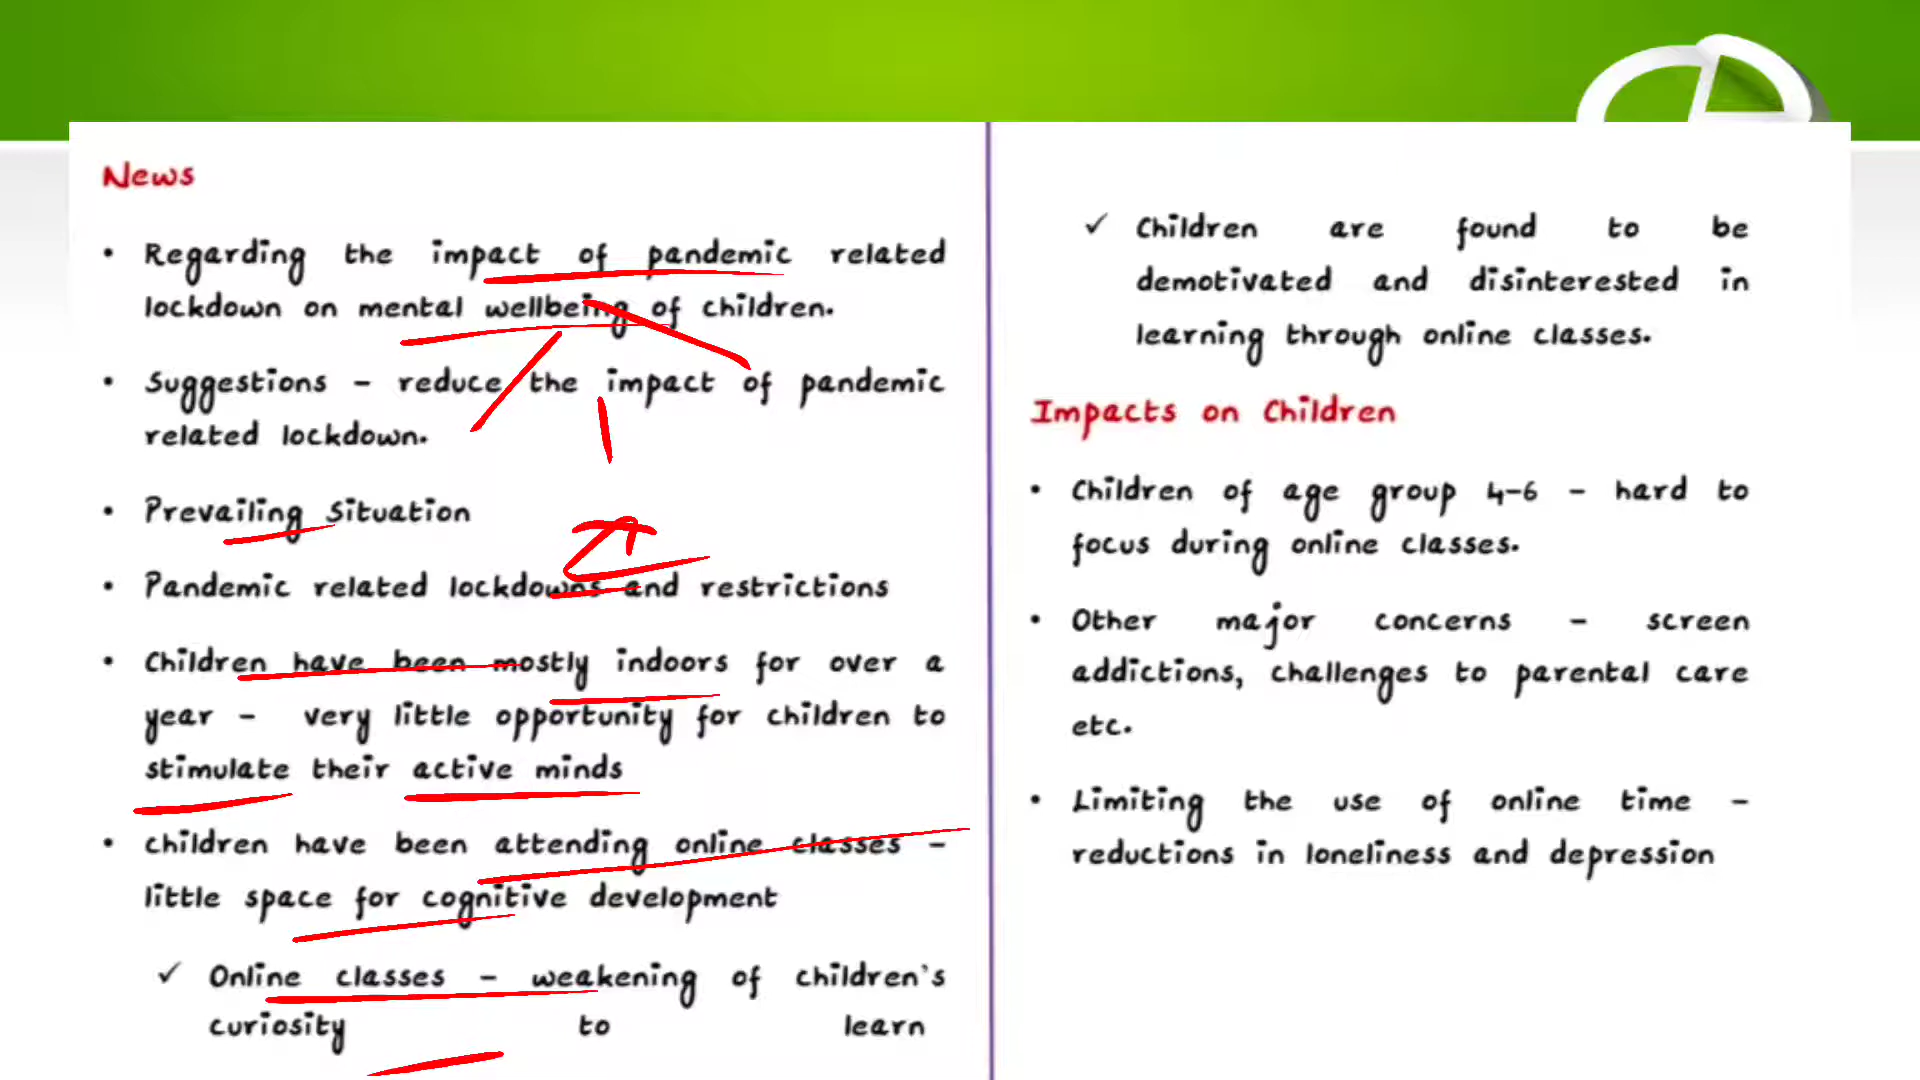 News
• Regarding the impact of pandemic related
lockdown on mental wellbeing of children.
• Suggestions - reduce the impact of pandemic
related lockdown.
• Prevailing Situation
• Pandemic related lockdowns and restrictions
• Children have been mostly indoors for over a
year - very little opportunity for children to
stimulate their active minds
• children have been attending online classes -
little space for cognitive development
✓ Online classes - weakening of children's
curiosity to learn
✓ Children are found to be
demotivated and disinterested in
learning through online classes.
Impacts on Children
• Children of age group 4-6 - hard to
focus during online classes.
• Other major concerns - screen
addictions, challenges to parental care
etc.
• Limiting the use of online time -
reductions in loneliness and depression